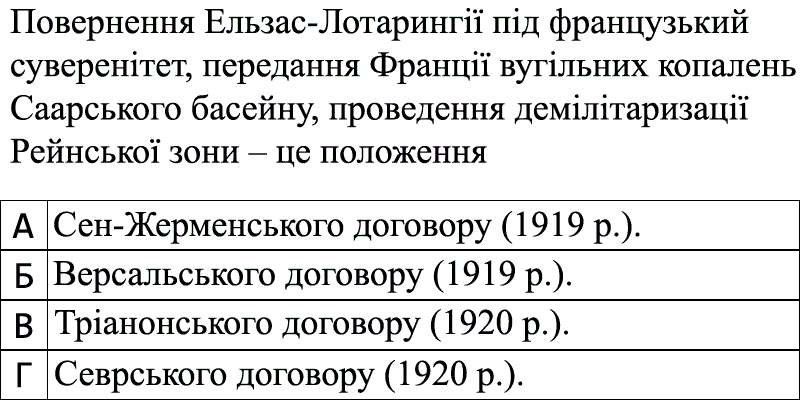 Повернення Ельзас-Лотарингії під французький
суверенітет, передання Франції вугільних копалень
Саарського басейну, проведення демілітаризації
Рейнської зони – це положення
А Сен-Жерменського договору (1919 р.).
Б Версальського договору (1919 р.).
В Тріанонського договору (1920 р.).
Г Севрського договору (1920 р.).